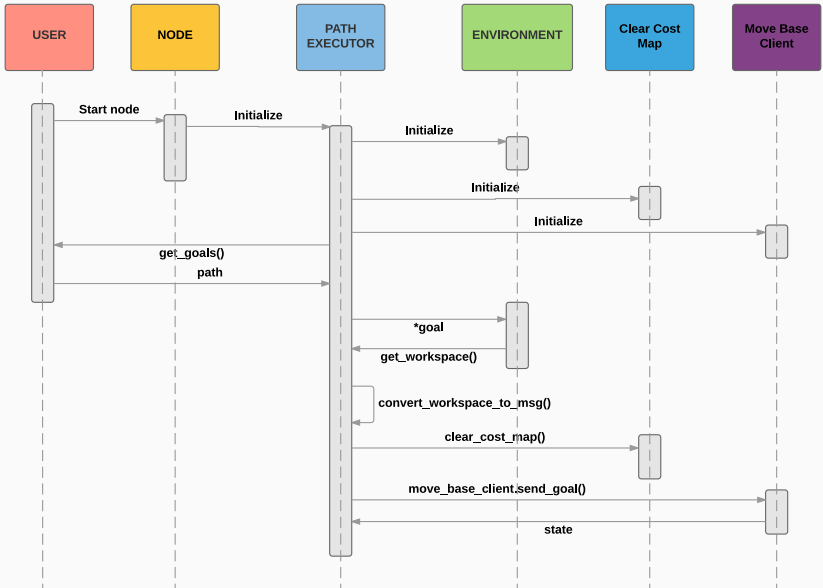 USER
NODE
PATH
EXECUTOR
ENVIRONMENT
Clear Cost
Map
Move Base
Client
Start node
Initialize
Initialize
Initialize
Initialize
get_goals()
path
*goal
get_workspace()
convert_workspace_to_msg()
clear_cost_map()
move_base_client.send_goal()
state